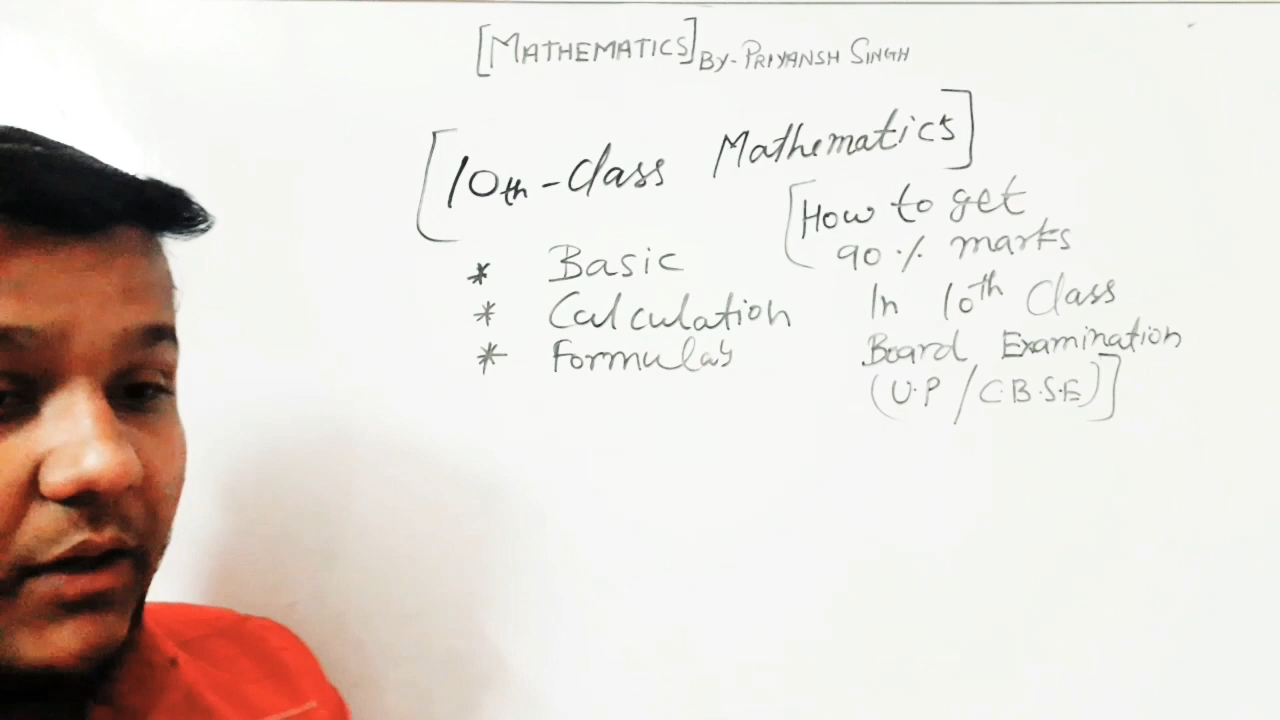 [MATHEMATICS] BY-PRIYANSH SINGH
[10th-Class Mathematics]
* Basic
* Calculation
* Formulas
[How to get
90% marks
In 10th Class
Board Examination
(U.P/C.B.S.E)]